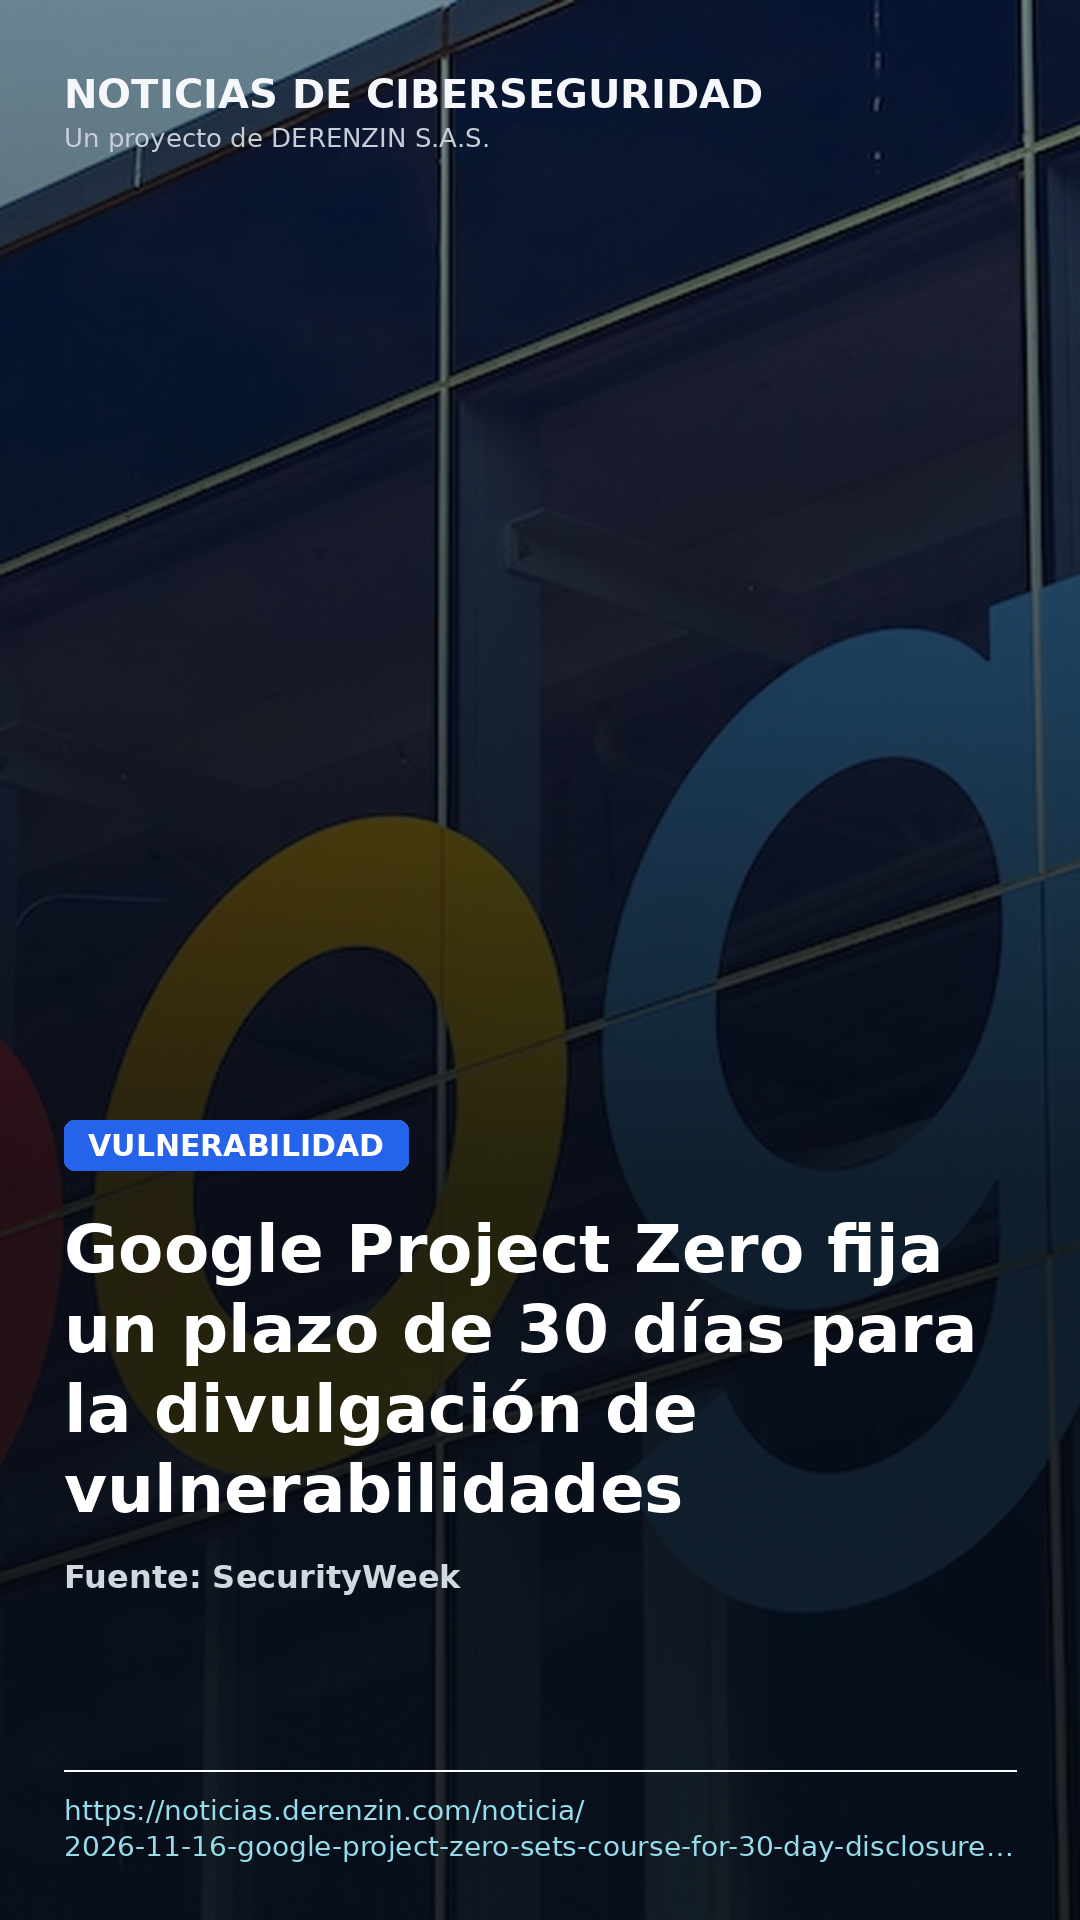 NOTICIAS DE CIBERSEGURIDAD
Un proyecto de DERENZIN S.A.S.
VULNERABILIDAD
Google Project Zero fija
un plazo de 30 días para
la divulgación de
vulnerabilidades
Fuente: SecurityWeek
https://noticias.derenzin.com/noticia/
2026-11-16-google-project-zero-sets-course-for-30-day-disclosure…